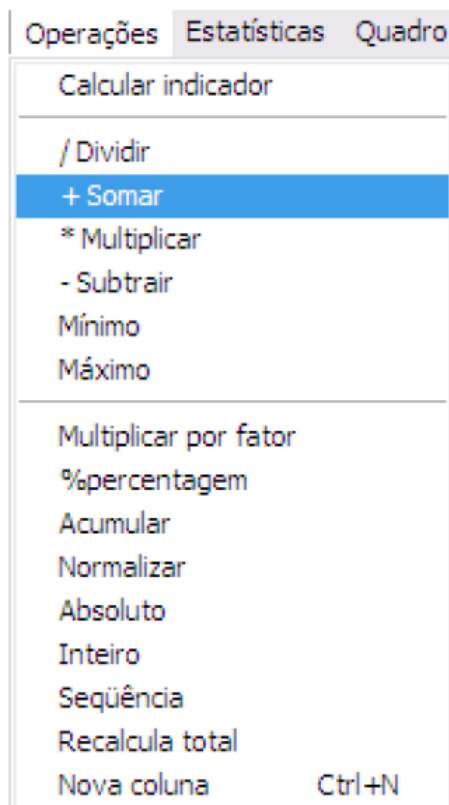 Operações Estatísticas Quadro
Calcular indicador
/ Dividir
+ Somar
* Multiplicar
- Subtrair
Mínimo
Máximo
Multiplicar por fator
%percentagem
Acumular
Normalizar
Absoluto
Inteiro
Seqüência
Recalcula total
Nova coluna Ctrl+N